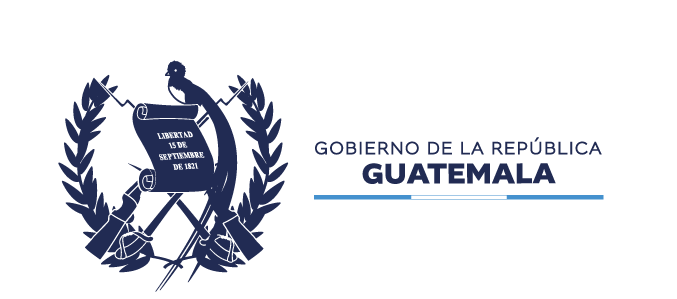 LIBERTAD
15 DE
SEPTIEMBRE
DE 1821
GOBIERNO DE LA REPÚBLICA
GUATEMALA